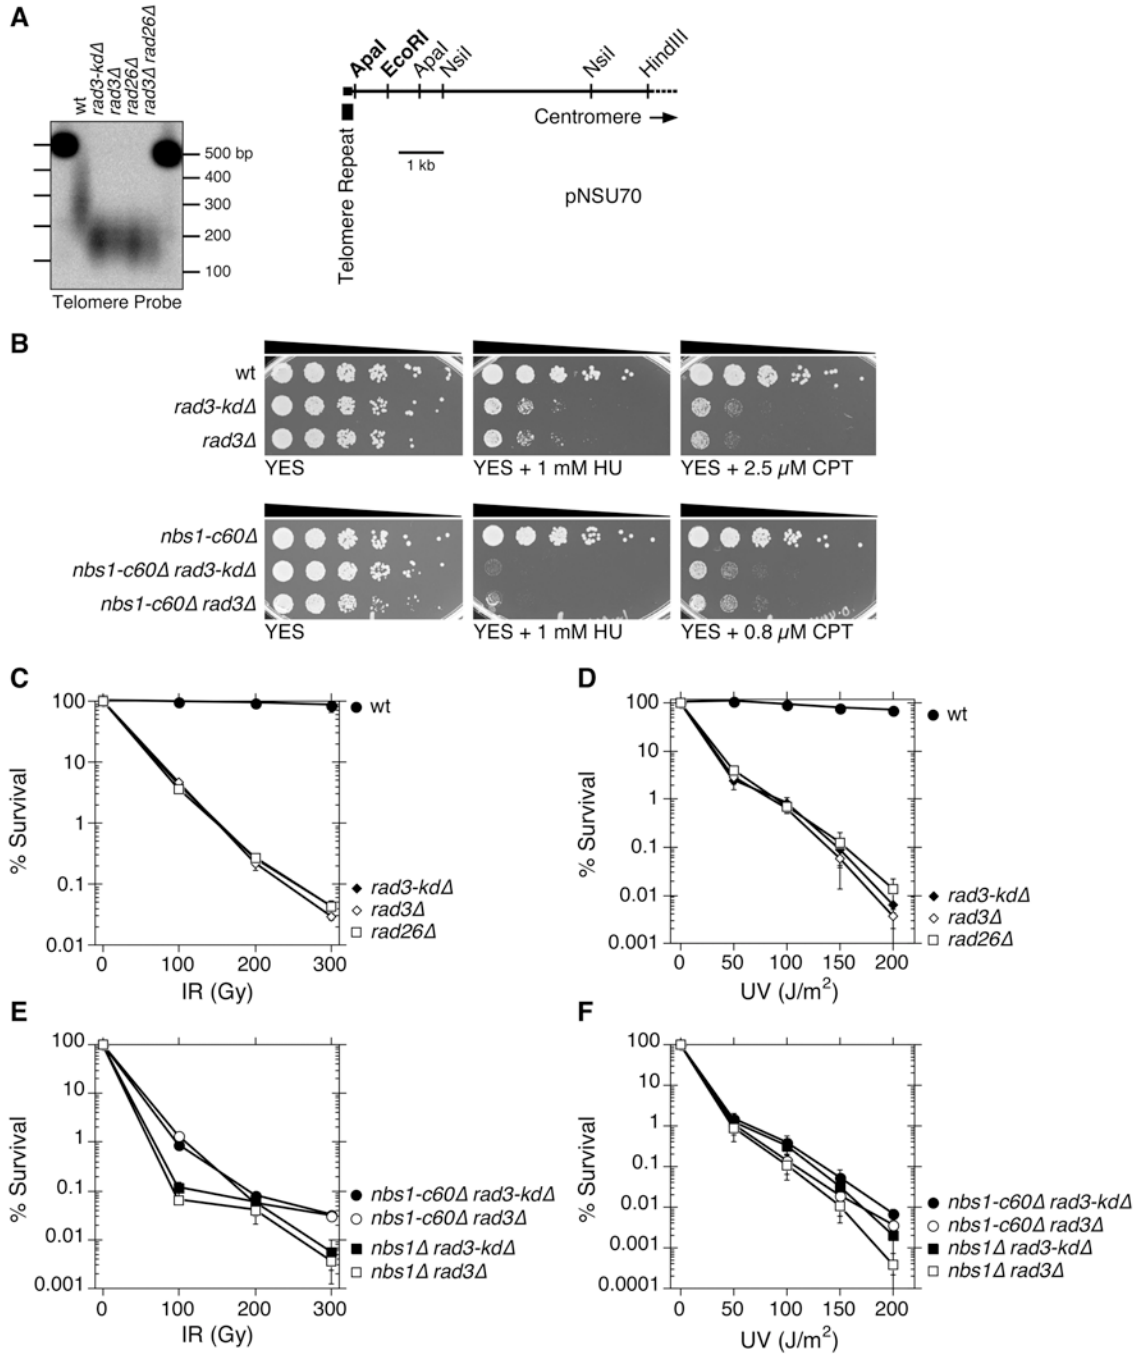 A
wt
rad3-kdΔ
rad3Δ
rad26Δ
rad3Δ rad26Δ
500 bp
400
300
200
100
Telomere Probe
ApaI
EcoRI
ApaI
NsiI
NsiI
HindIII
Centromere
1 kb
Telomere Repeat
pNSU70
B
wt
rad3-kdΔ
rad3Δ
YES
YES + 1 mM HU
YES + 2.5 µM CPT
nbs1-c60Δ
nbs1-c60Δ rad3-kdΔ
nbs1-c60Δ rad3Δ
YES
YES + 1 mM HU
YES + 0.8 µM CPT
C
% Survival
100
10
1
0.1
0.01
0 100 200 300
IR (Gy)
wt
rad3-kdΔ
rad3Δ
rad26Δ
D
% Survival
100
10
1
0.1
0.01
0.001
0 50 100 150 200
UV (J/m²)
wt
rad3-kdΔ
rad3Δ
rad26Δ
E
% Survival
100
10
1
0.1
0.01
0.001
0 100 200 300
IR (Gy)
nbs1-c60Δ rad3-kdΔ
nbs1-c60Δ rad3Δ
nbs1Δ rad3-kdΔ
nbs1Δ rad3Δ
F
% Survival
100
10
1
0.1
0.01
0.001
0.0001
0 50 100 150 200
UV (J/m²)
nbs1-c60Δ rad3-kdΔ
nbs1-c60Δ rad3Δ
nbs1Δ rad3-kdΔ
nbs1Δ rad3Δ